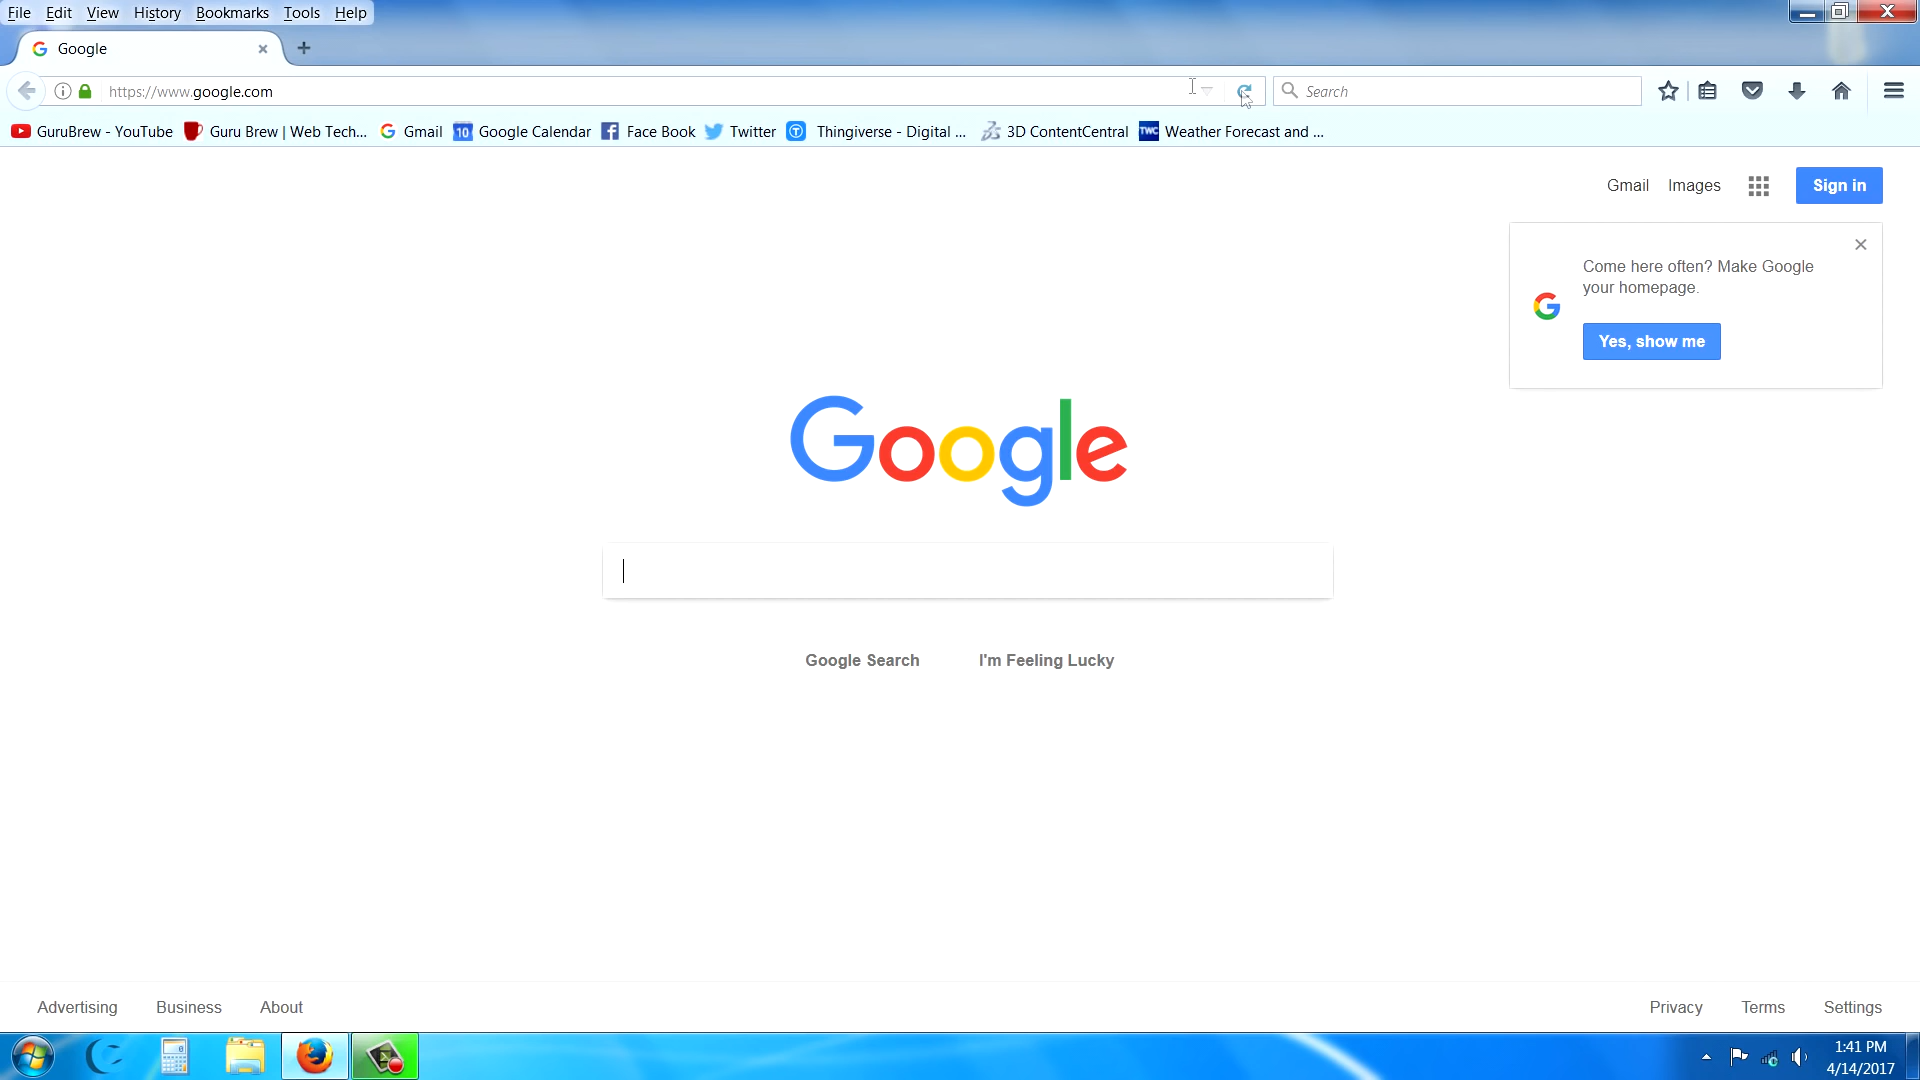 File Edit View History Bookmarks Tools Help
Google
https://www.google.com
Search
GuruBrew - YouTube Guru Brew | Web Tech... Gmail 10 Google Calendar Face Book Twitter Thingiverse - Digital ... 3D ContentCentral TWC Weather Forecast and ...
Gmail Images Sign in
Come here often? Make Google
your homepage.
Yes, show me
Google
Google Search I'm Feeling Lucky
Advertising Business About Privacy Terms Settings
1:41 PM
4/14/2017